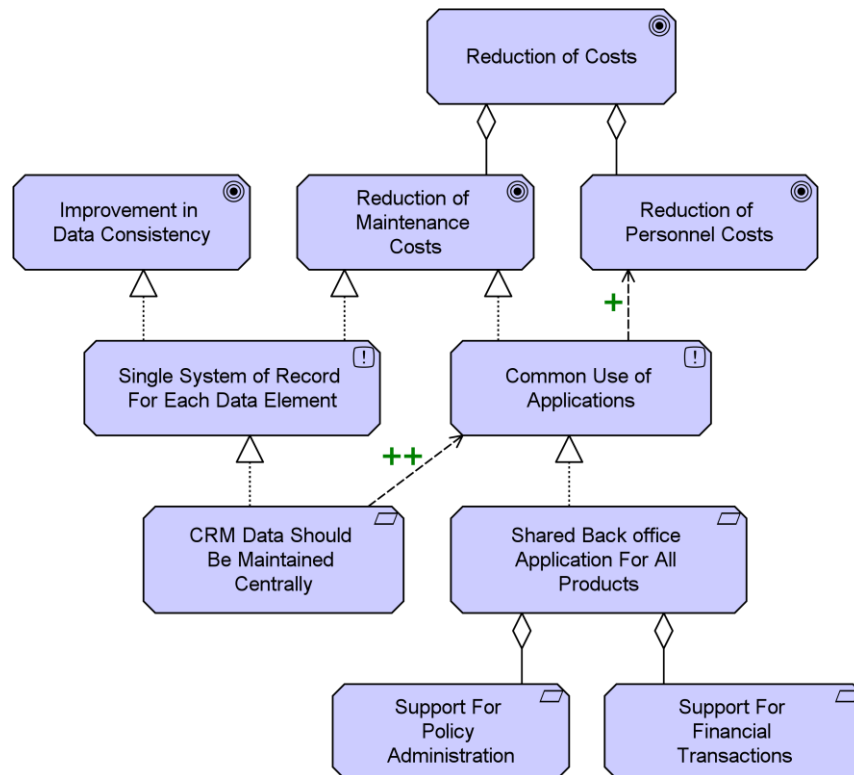 Reduction of Costs
Improvement in
Data Consistency
Reduction of
Maintenance
Costs
Reduction of
Personnel Costs
+
Single System of Record
For Each Data Element
!
Common Use of
Applications
!
++
CRM Data Should
Be Maintained
Centrally
Shared Back office
Application For All
Products
Support For
Policy
Administration
Support For
Financial
Transactions